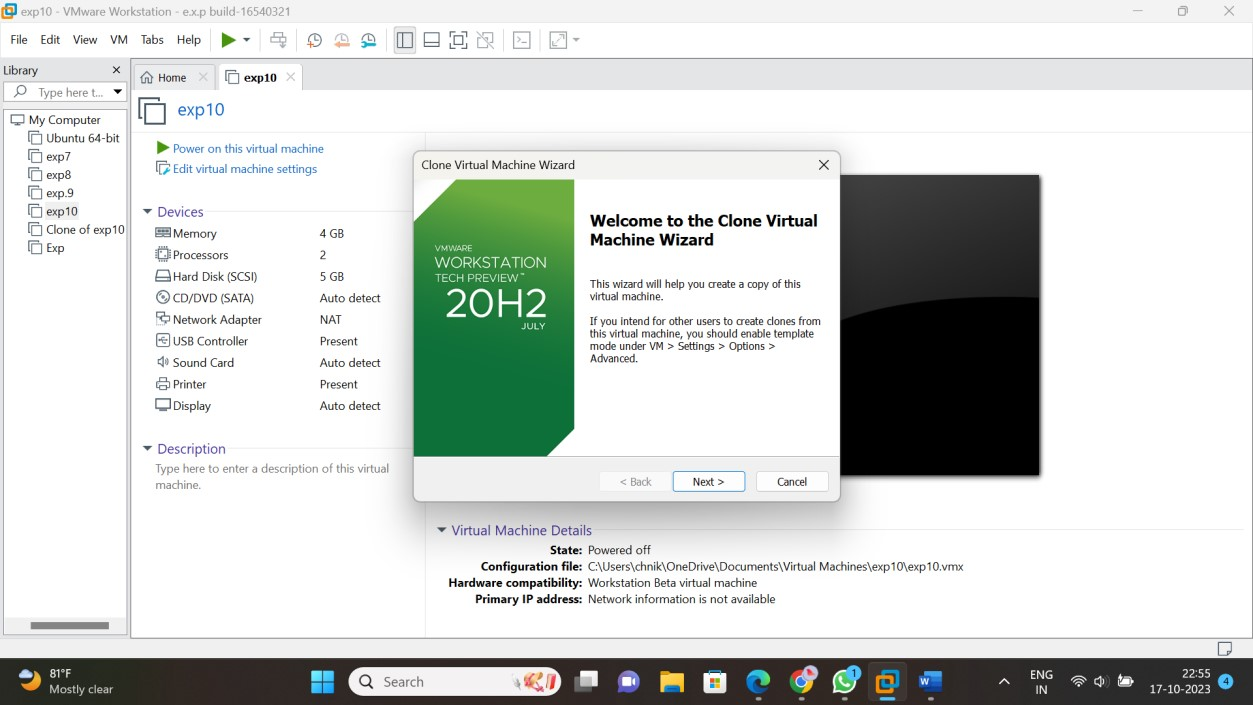 exp10 - VMware Workstation - e.x.p build-16540321
File Edit View VM Tabs Help
Library
Type here t...
My Computer
Ubuntu 64-bit
exp7
exp8
exp.9
exp10
Clone of exp10
Exp
Home
exp10
exp10
Power on this virtual machine
Edit virtual machine settings
Devices
Memory 4 GB
Processors 2
Hard Disk (SCSI) 5 GB
CD/DVD (SATA) Auto detect
Network Adapter NAT
USB Controller Present
Sound Card Auto detect
Printer Present
Display Auto detect
Description
Type here to enter a description of this virtual
machine.
Clone Virtual Machine Wizard
VMWARE
WORKSTATION
TECH PREVIEW™
20H2
JULY
Welcome to the Clone Virtual
Machine Wizard
This wizard will help you create a copy of this
virtual machine.
If you intend for other users to create clones from
this virtual machine, you should enable template
mode under VM > Settings > Options >
Advanced.
< Back Next > Cancel
Virtual Machine Details
State: Powered off
Configuration file: C:\Users\chnik\OneDrive\Documents\Virtual Machines\exp10\exp10.vmx
Hardware compatibility: Workstation Beta virtual machine
Primary IP address: Network information is not available
81°F
Mostly clear
Search
1
W
ENG
IN
22:55
17-10-2023
4